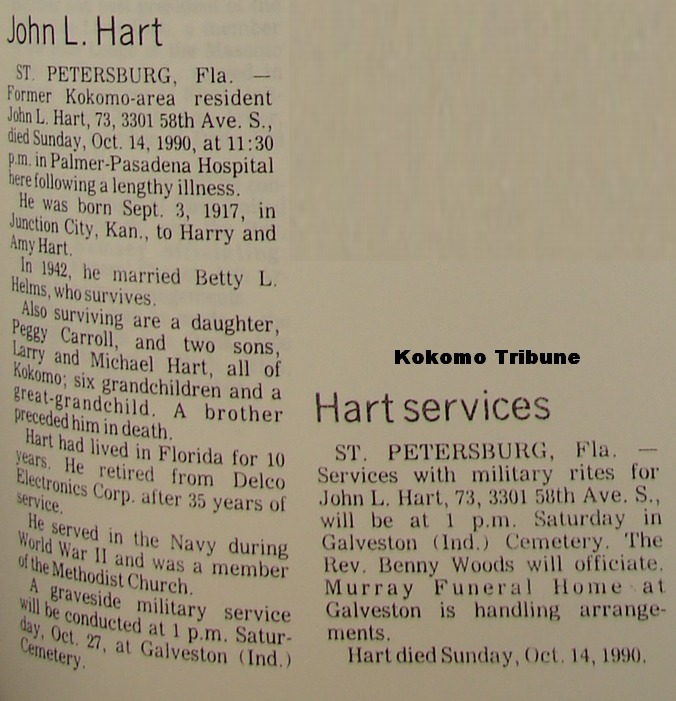 John L. Hart
ST. PETERSBURG, Fla. —
Former Kokomo-area resident
John L. Hart, 73, 3301 58th Ave. S.,
died Sunday, Oct. 14, 1990, at 11:30
p.m. in Palmer-Pasadena Hospital
here following a lengthy illness.
He was born Sept. 3, 1917, in
Junction City, Kan., to Harry and
Amy Hart.
In 1942, he married Betty L.
Helms, who survives.
Also surviving are a daughter,
Peggy Carroll, and two sons,
Larry and Michael Hart, all of
Kokomo; six grandchildren and a
great-grandchild. A brother
preceded him in death.
Hart had lived in Florida for 10
years. He retired from Delco
Electronics Corp. after 35 years of
service.
He served in the Navy during
World War II and was a member
of the Methodist Church.
A graveside military service
will be conducted at 1 p.m. Satur-
day, Oct. 27, at Galveston (Ind.)
Cemetery.
Kokomo Tribune
Hart services
ST. PETERSBURG, Fla. —
Services with military rites for
John L. Hart, 73, 3301 58th Ave. S.,
will be at 1 p.m. Saturday in
Galveston (Ind.) Cemetery. The
Rev. Benny Woods will officiate.
Murray Funeral Home at
Galveston is handling arrange-
ments.
Hart died Sunday, Oct. 14, 1990.